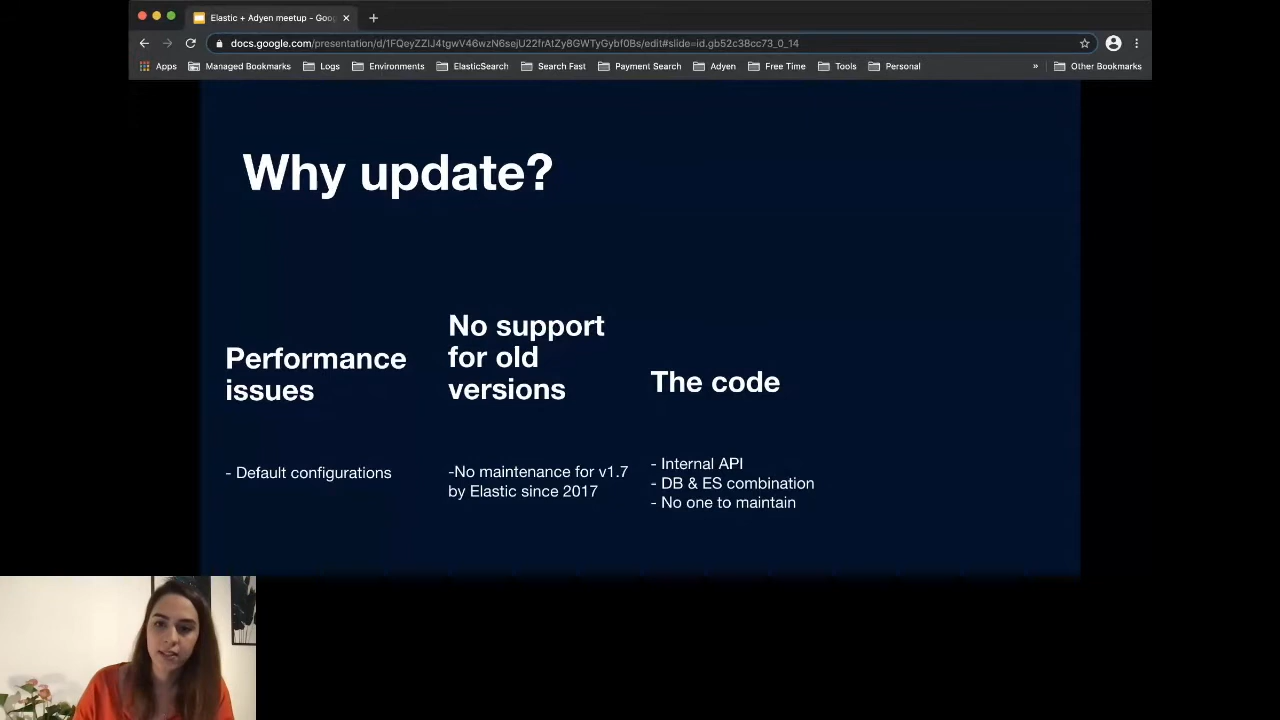 Elastic + Adyen meetup - Goo
docs.google.com/presentation/d/1FQeyZZIJ4tgwV46wzN6sejU22frAtZy8GWTyGybf0Bs/edit#slide=id.gb52c38cc73_0_14
Apps Managed Bookmarks Logs Environments ElasticSearch Search Fast Payment Search Adyen Free Time Tools Personal » Other Bookmarks
Why update?
Performance
issues
- Default configurations
No support
for old
versions
-No maintenance for v1.7
by Elastic since 2017
The code
- Internal API
- DB & ES combination
- No one to maintain